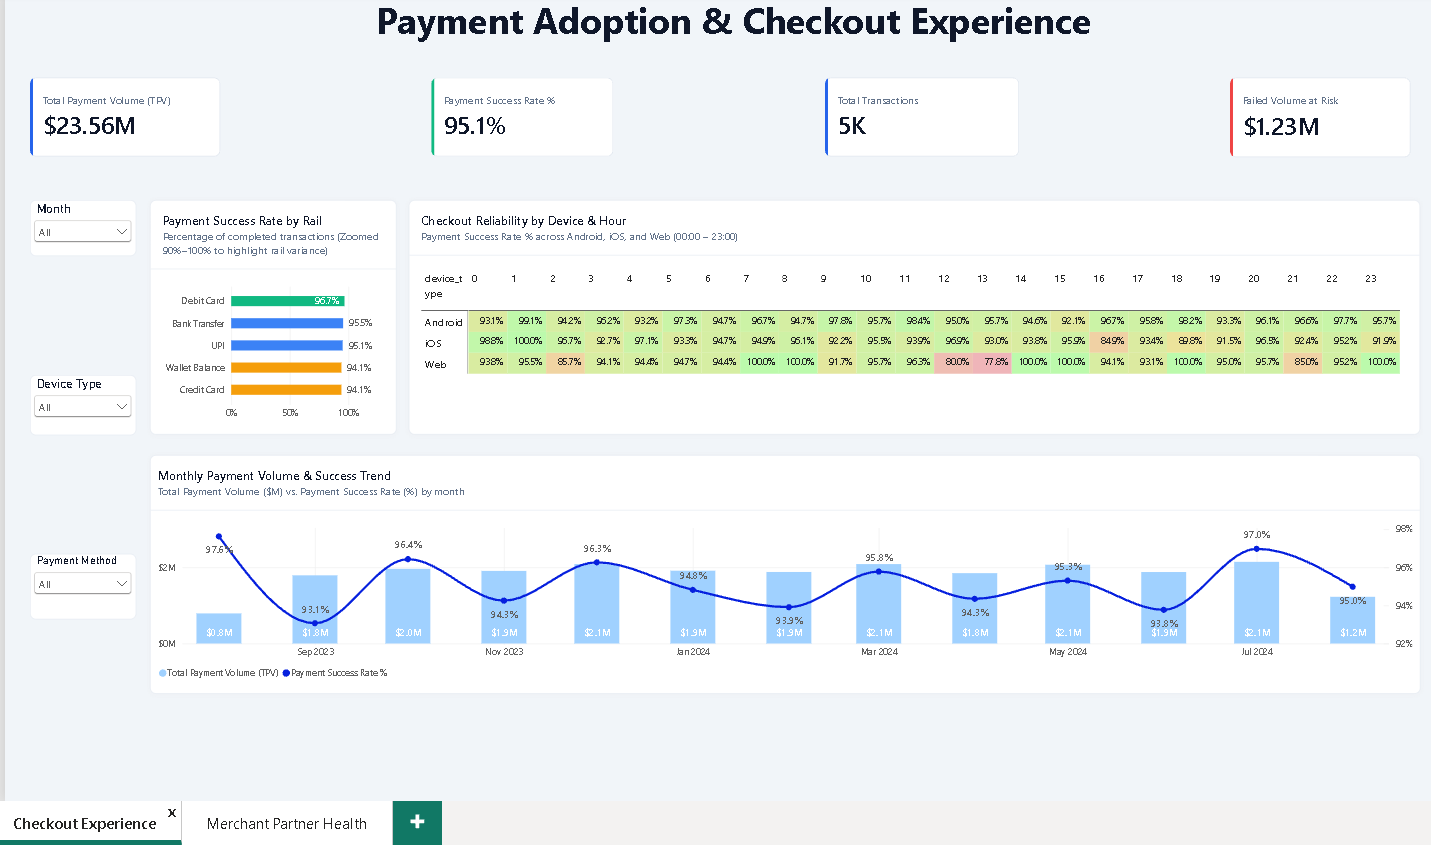 Payment Adoption & Checkout Experience
Total Payment Volume (TPV)
$23.56M
Payment Success Rate %
95.1%
Total Transactions
5K
Failed Volume at Risk
$1.23M
Month
All
Device Type
All
Payment Method
All
Payment Success Rate by Rail
Percentage of completed transactions (Zoomed
90%–100% to highlight rail variance)
Debit Card 96.7%
Bank Transfer 95.5%
UPI 95.1%
Wallet Balance 94.1%
Credit Card 94.1%
0% 50% 100%
Checkout Reliability by Device & Hour
Payment Success Rate % across Android, iOS, and Web (00:00 – 23:00)
device_t 0 1 2 3 4 5 6 7 8 9 10 11 12 13 14 15 16 17 18 19 20 21 22 23
ype
Android 93.1% 99.1% 94.2% 95.2% 93.2% 97.3% 94.7% 96.7% 94.7% 97.8% 95.7% 98.4% 95.0% 95.7% 94.6% 92.1% 96.7% 95.8% 98.2% 93.3% 96.1% 96.6% 97.7% 95.7%
iOS 98.8% 100.0% 96.7% 92.7% 97.1% 93.3% 94.7% 94.9% 95.1% 92.2% 95.5% 93.9% 96.9% 93.0% 93.8% 95.9% 84.9% 93.4% 89.8% 91.5% 96.5% 92.4% 95.2% 91.9%
Web 93.8% 95.5% 85.7% 94.1% 94.4% 94.7% 94.4% 100.0% 100.0% 91.7% 95.7% 96.3% 80.0% 77.8% 100.0% 100.0% 94.1% 93.1% 100.0% 95.0% 95.7% 85.0% 95.2% 100.0%
Monthly Payment Volume & Success Trend
Total Payment Volume ($M) vs. Payment Success Rate (%) by month
$2M
$0M
98%
96%
94%
92%
97.6% 93.1% 96.4% 94.3% 96.3% 94.8% 93.9% 95.8% 94.3% 95.3% 93.8% 97.0% 95.0%
$0.8M $1.8M $2.0M $1.9M $2.1M $1.9M $1.9M $2.1M $1.8M $2.1M $1.9M $2.1M $1.2M
Sep 2023 Nov 2023 Jan 2024 Mar 2024 May 2024 Jul 2024
Total Payment Volume (TPV) Payment Success Rate %
Checkout Experience x
Merchant Partner Health
+